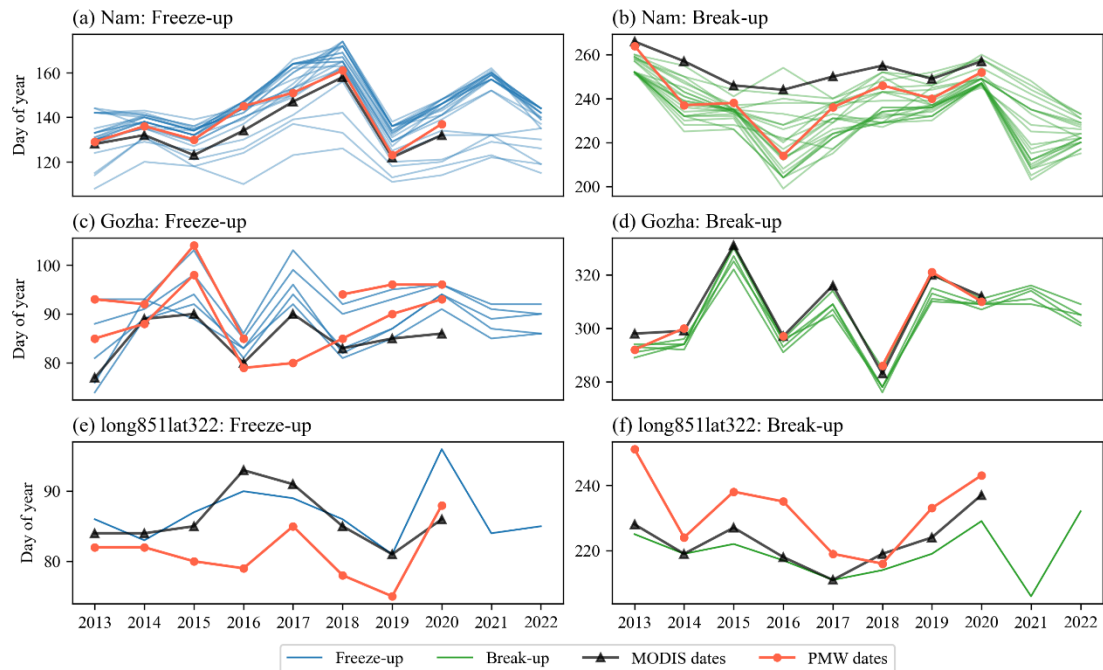 (a) Nam: Freeze-up
(b) Nam: Break-up
Day of year
160
140
120
260
240
220
200
(c) Gozha: Freeze-up
(d) Gozha: Break-up
Day of year
100
90
80
320
300
280
(e) long851lat322: Freeze-up
(f) long851lat322: Break-up
Day of year
90
80
240
220
2013 2014 2015 2016 2017 2018 2019 2020 2021 2022
2013 2014 2015 2016 2017 2018 2019 2020 2021 2022
Freeze-up Break-up MODIS dates PMW dates